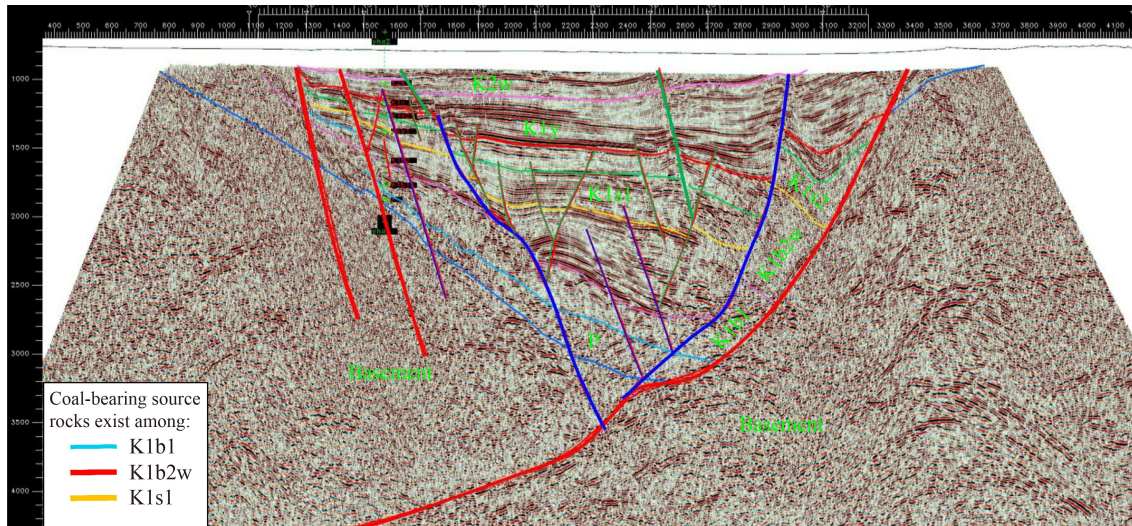 400 500 600 700 800 900 1000 1100 1200 1300 1400 1500 1600 1700 1800 1900 2000 2100 2200 2300 2400 2500 2600 2700 2800 2900 3000 3100 3200 3300 3400 3500 3600 3700 3800 3900 4000 4100
1000
K2w
K1y
1500
K1s1
K1s2
2000
K1b2w
2500
K1b1
P
3000
Basement
Basement
3500
4000
Coal-bearing source
rocks exist among:
K1b1
K1b2w
K1s1